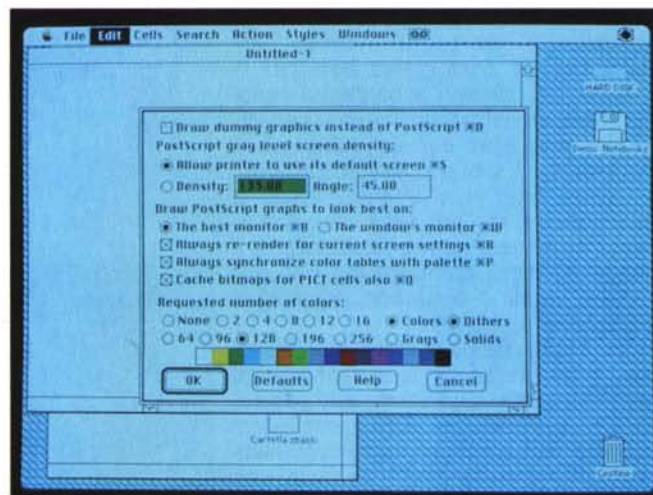 File Edit Cells Search Action Styles Windows
Untitled-1
HARD DISK
Demo Notebooks
Draw dummy graphics instead of PostScript ⌘D
PostScript gray level screen density:
Allow printer to use its default screen ⌘S
Density: Angle: 45.00
Draw PostScript graphs to look best on:
The best monitor ⌘B The window's monitor ⌘W
Always re-render for current screen settings ⌘R
Always synchronize color tables with palette ⌘P
Cache bitmaps for PICT cells also
Requested number of colors:
None 2 4 8 12 16 Colors Dithers
64 96 128 196 256 Grays Solids
OK Defaults Help Cancel
Cartella
Cestino